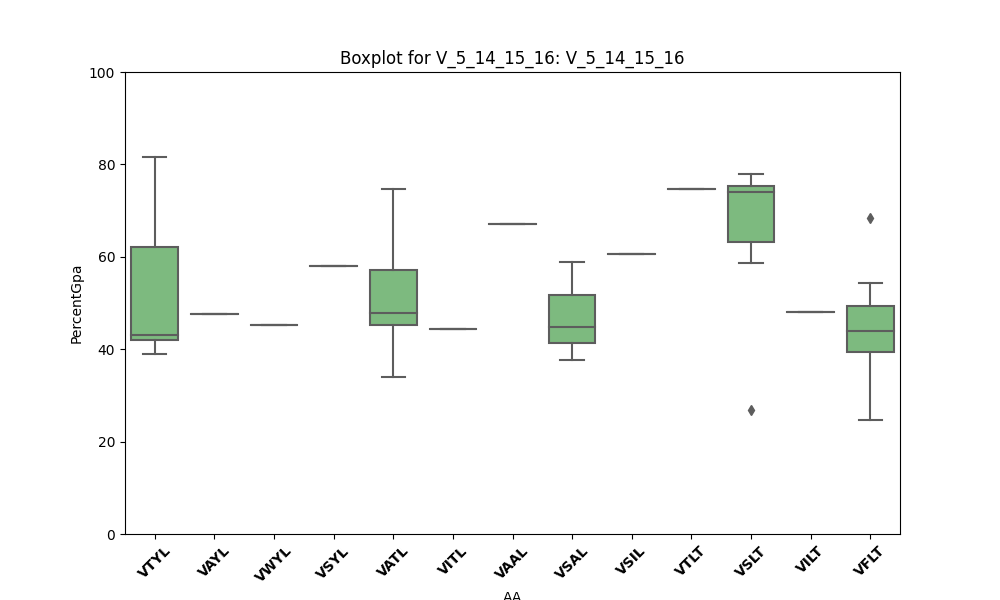 Boxplot for V_5_14_15_16: V_5_14_15_16
100
80
60
40
20
0
PercentGpa
VTYL
VAYL
VWYL
VSYL
VATL
VITL
VAAL
VSAL
VSIL
VTLT
VSLT
VILT
VFLT
AA